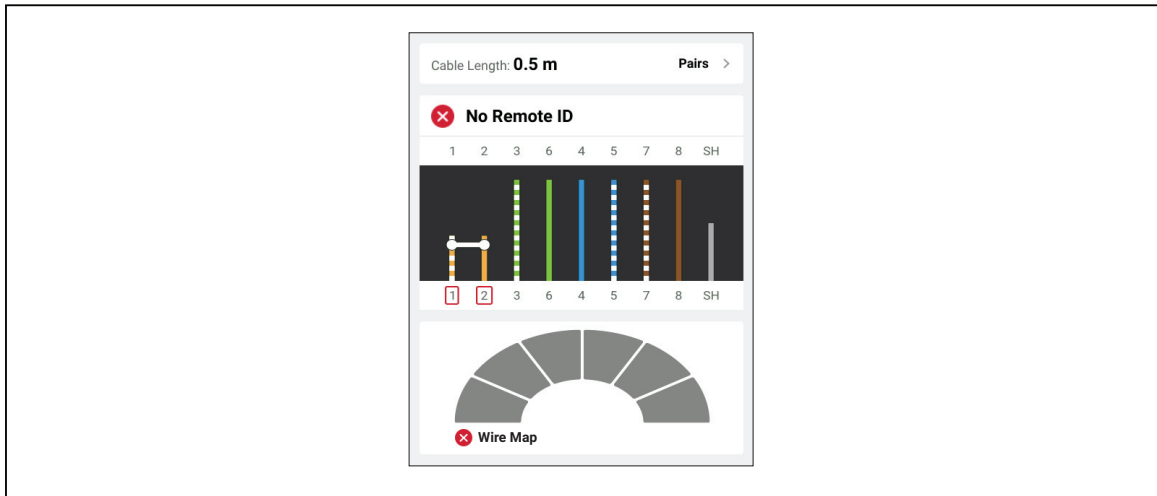 Cable Length: 0.5 m Pairs >
No Remote ID
1 2 3 6 4 5 7 8 SH
1 2 3 6 4 5 7 8 SH
Wire Map